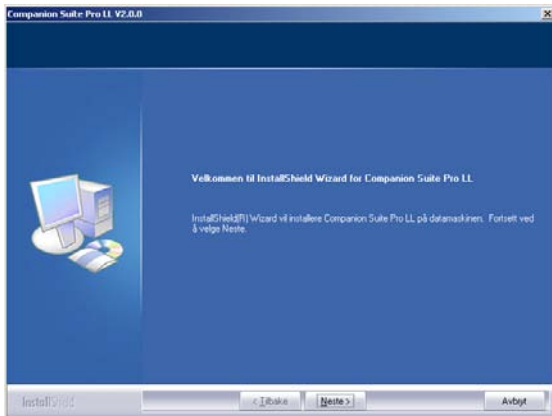 Companion Suite Pro LL V2.0.0
Velkommen til InstallShield Wizard for Companion Suite Pro LL
InstallShield(R) Wizard vil installere Companion Suite Pro LL på datamaskinen. Fortsett ved
å velge Neste.
InstallShield
< Tilbake
Neste >
Avbryt